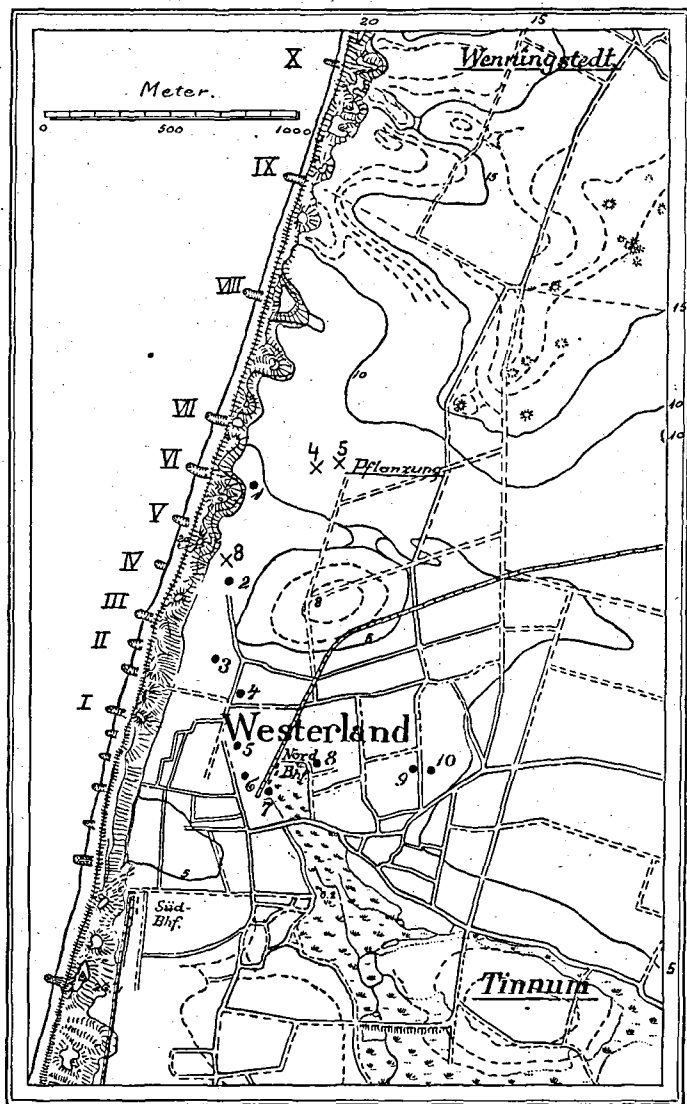 20
15
X
Wenningstedt
Meter.
0 500 1000
IX
15
VIII
15
10
10
10
VII
4 5
VI
Pflanzung
1
V
8
IV
2
8
III
5
II
3
4
I
Westerland
5
Nord
Bhf.
8
9
10
6
7
5
Süd-
Bhf.
Tinnum
5